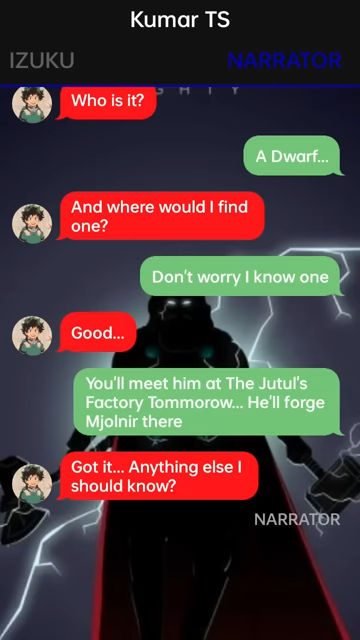 Kumar TS
IZUKU
NARRATOR
G H T Y
Who is it?
A Dwarf...
And where would I find
one?
Don't worry I know one
Good...
You'll meet him at The Jutul's
Factory Tommorow... He'll forge
Mjolnir there
Got it... Anything else I
should know?
NARRATOR